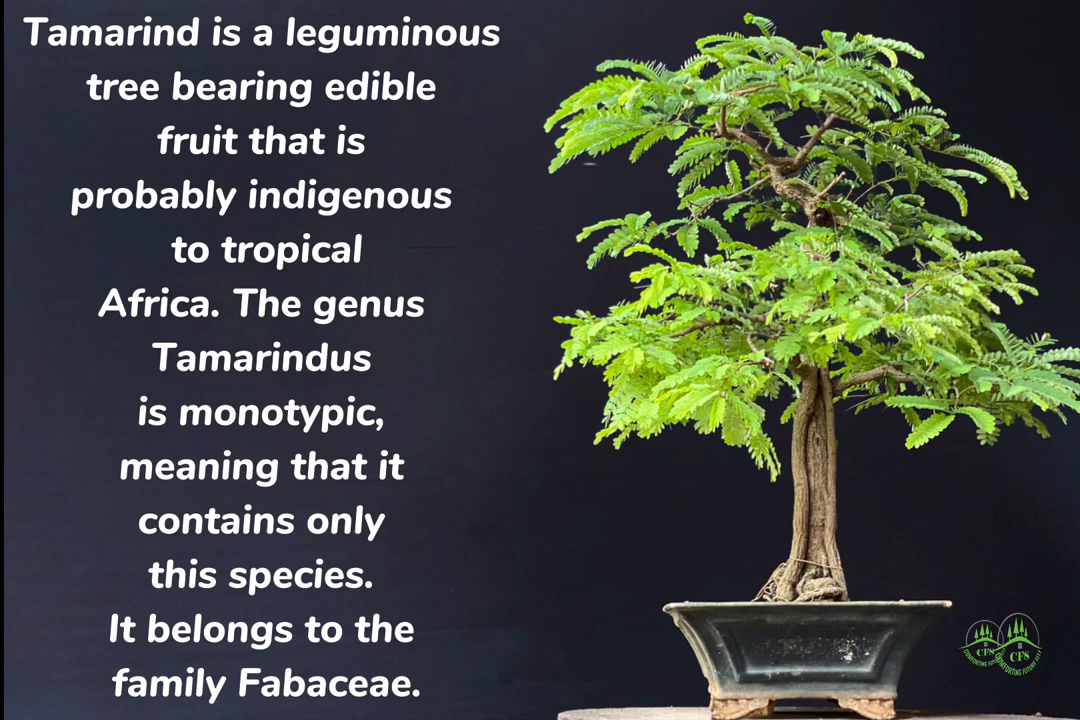 Tamarind is a leguminous
tree bearing edible
fruit that is
probably indigenous
to tropical
Africa. The genus
Tamarindus
is monotypic,
meaning that it
contains only
this species.
It belongs to the
family Fabaceae.
CFS
CFS